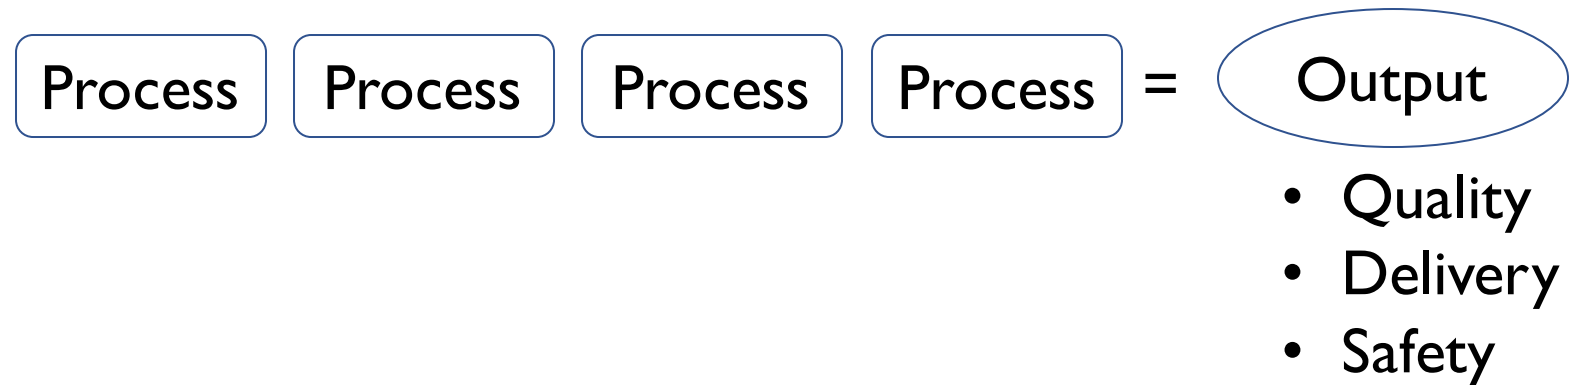 Process Process Process Process = Output
• Quality
• Delivery
• Safety